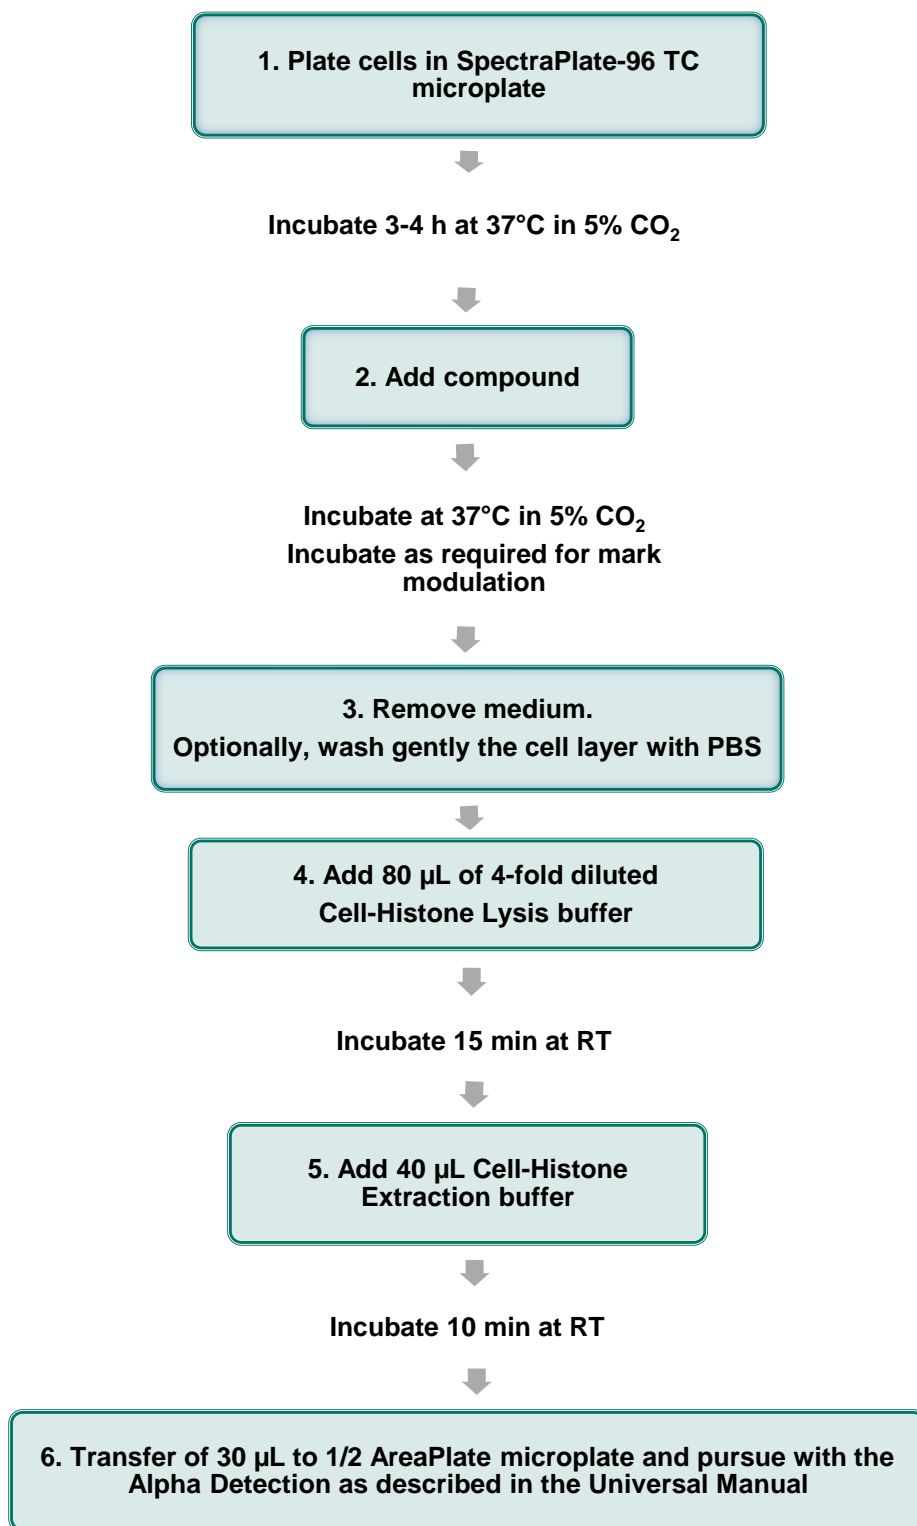 1. Plate cells in SpectraPlate-96 TC
microplate
Incubate 3-4 h at 37°C in 5% CO₂
2. Add compound
Incubate at 37°C in 5% CO₂
Incubate as required for mark
modulation
3. Remove medium.
Optionally, wash gently the cell layer with PBS
4. Add 80 µL of 4-fold diluted
Cell-Histone Lysis buffer
Incubate 15 min at RT
5. Add 40 µL Cell-Histone
Extraction buffer
Incubate 10 min at RT
6. Transfer of 30 µL to 1/2 AreaPlate microplate and pursue with the
Alpha Detection as described in the Universal Manual